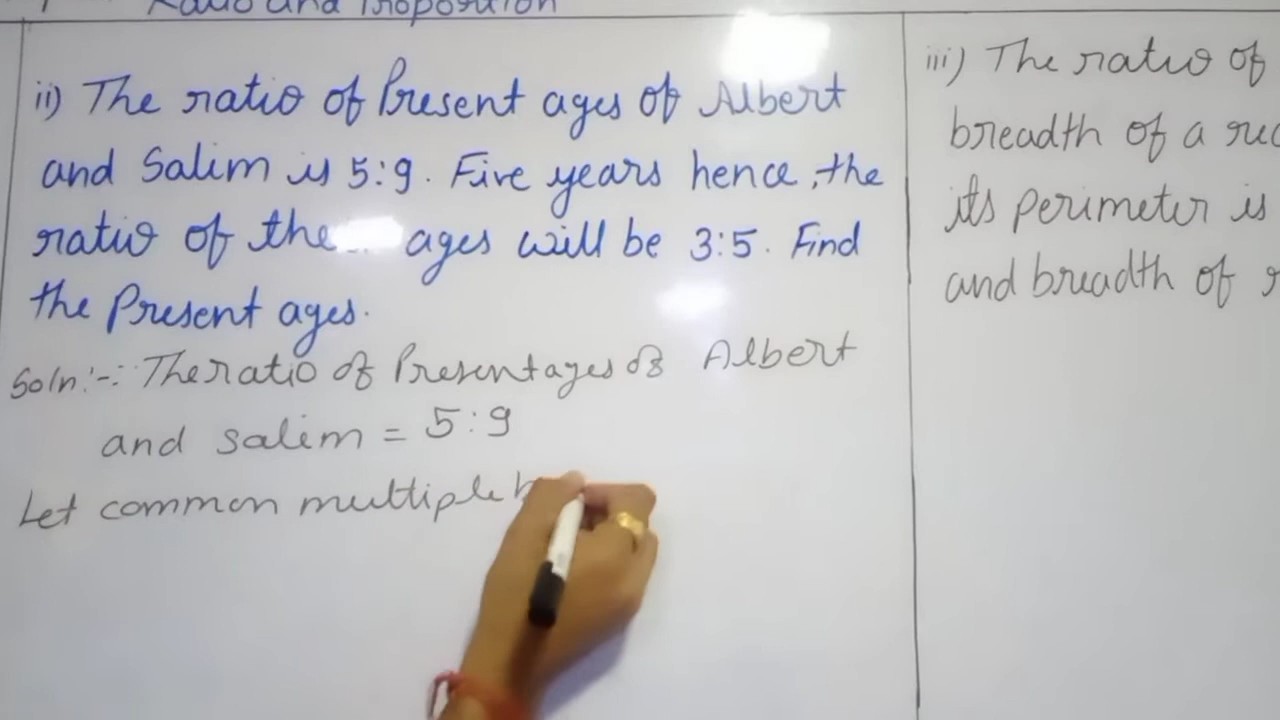 Ratio and Proportion
ii) The ratio of Present ages of Albert
and Salim is 5:9. Five years hence, the
ratio of the ages will be 3:5. Find
the Present ages.
Soln:-: The ratio of Present ages of Albert
and Salim = 5:9
Let common multiple
iii) The ratio of
breadth of a
its perimeter is
and breadth of